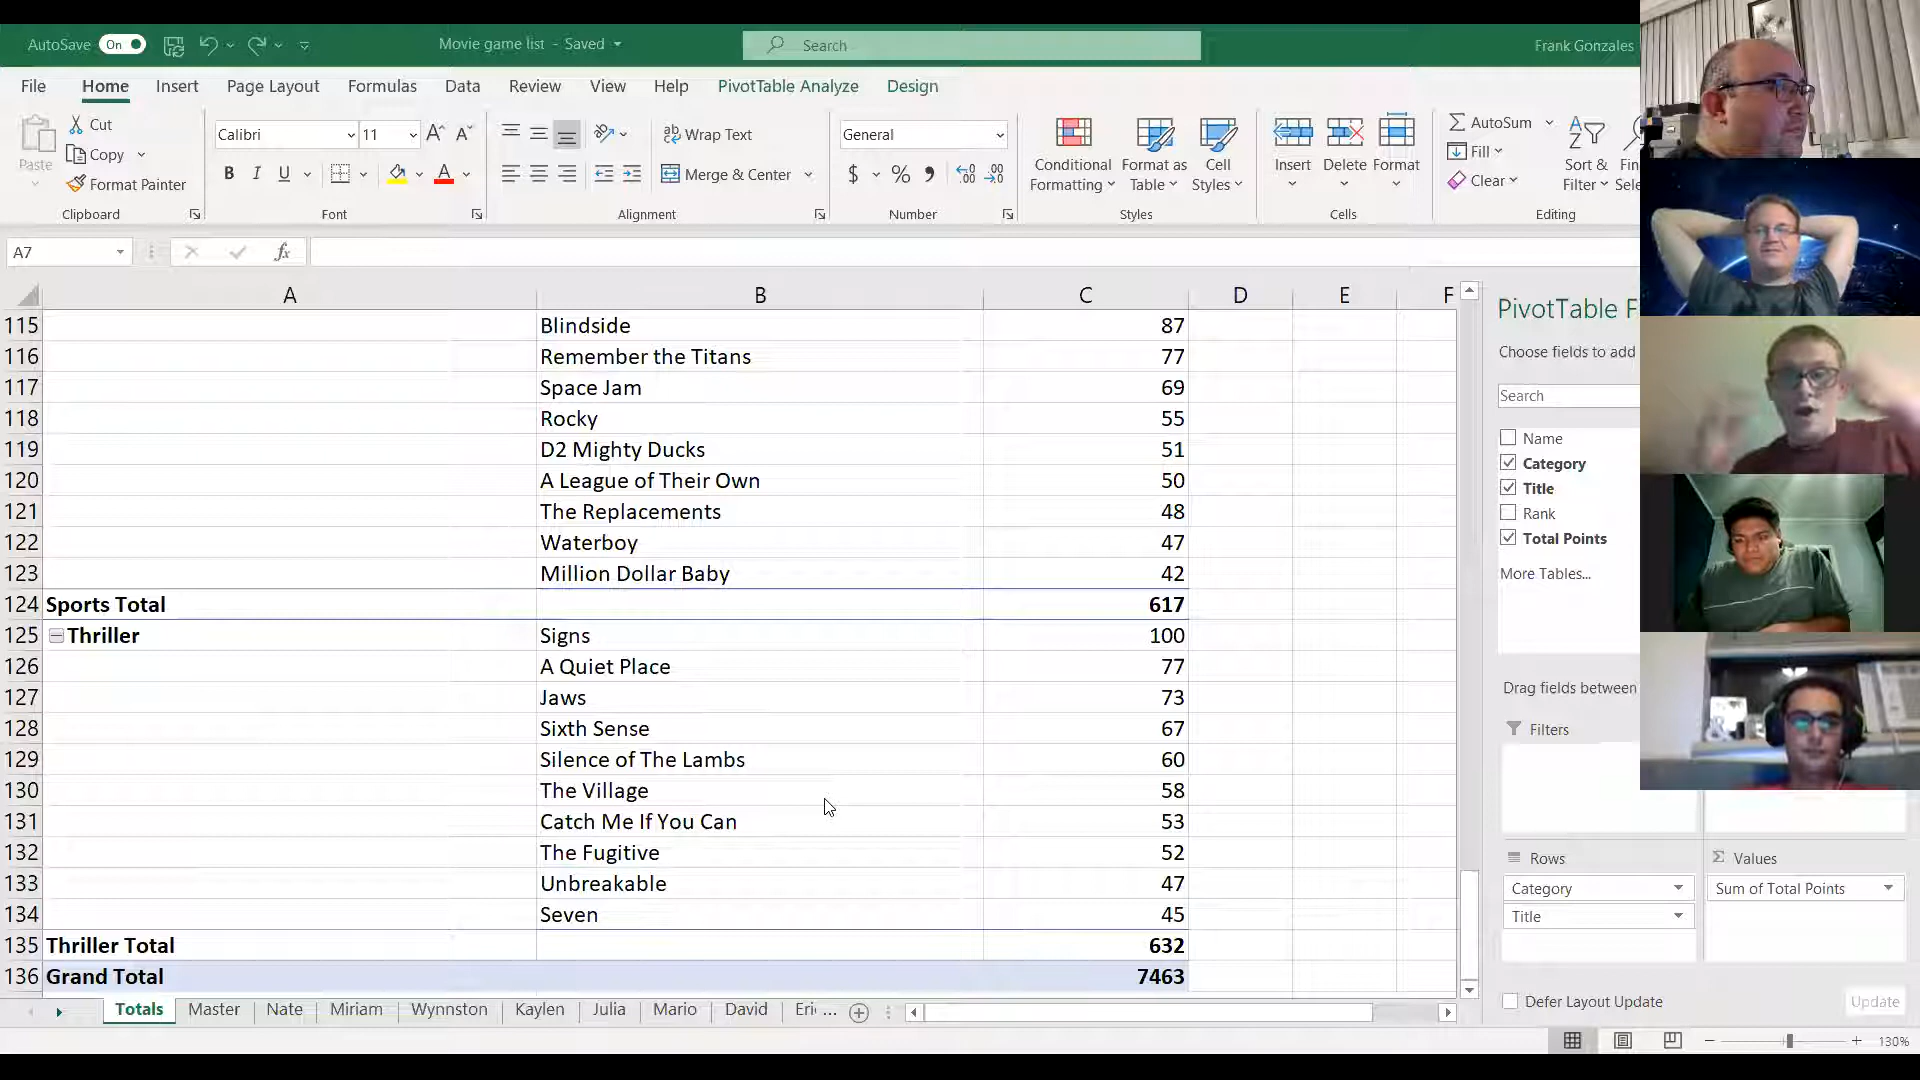 AutoSave On Movie game list - Saved Search Frank Gonzales
File Home Insert Page Layout Formulas Data Review View Help PivotTable Analyze Design
Paste Cut Copy Format Painter Clipboard
Calibri 11 B I U A Font
ab Wrap Text Merge & Center Alignment
General $ % , Number
Conditional Formatting Format as Table Cell Styles Styles
Insert Delete Format Cells
AutoSum Fill Clear Sort & Filter Editing
A7 fx
A B C D E F
115 Blindside 87
116 Remember the Titans 77
117 Space Jam 69
118 Rocky 55
119 D2 Mighty Ducks 51
120 A League of Their Own 50
121 The Replacements 48
122 Waterboy 47
123 Million Dollar Baby 42
124 Sports Total 617
125 Thriller Signs 100
126 A Quiet Place 77
127 Jaws 73
128 Sixth Sense 67
129 Silence of The Lambs 60
130 The Village 58
131 Catch Me If You Can 53
132 The Fugitive 52
133 Unbreakable 47
134 Seven 45
135 Thriller Total 632
136 Grand Total 7463
PivotTable F
Choose fields to add
Search
Name
Category
Title
Rank
Total Points
More Tables...
Drag fields between
Filters
Rows Σ Values
Category Sum of Total Points
Title
Defer Layout Update Update
Totals Master Nate Miriam Wynnston Kaylen Julia Mario David Eri ...
130%